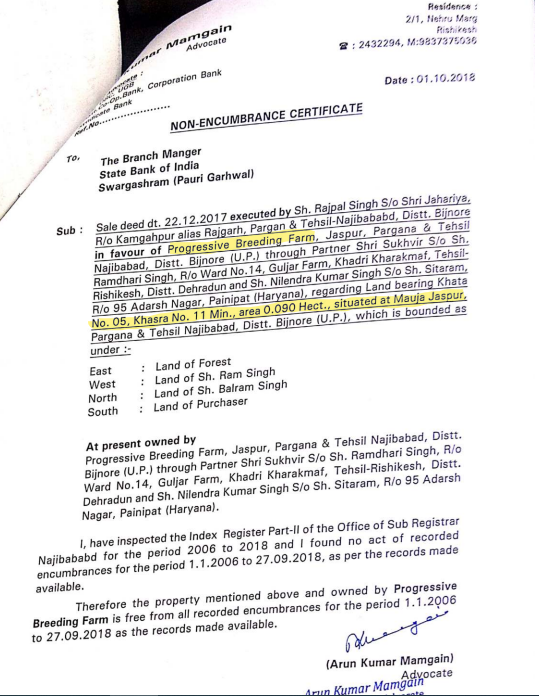 Residence :
2/1, Nehru Marg
Rishikesh
☎ : 2432294, M:9837375036
umar Mamgain
Advocate
UGB
Co-Op.Bank, Corporation Bank
Bank
Ref.No...................
Date : 01.10.2018
NON-ENCUMBRANCE CERTIFICATE
To,
The Branch Manger
State Bank of India
Swargashram (Pauri Garhwal)
Sub : Sale deed dt. 22.12.2017 executed by Sh. Rajpal Singh S/o Shri Jahariya,
R/o Kamgahpur alias Rajgarh, Pargan & Tehsil-Najibababd, Distt. Bijnore
in favour of Progressive Breeding Farm, Jaspur, Pargana & Tehsil
Najibabad, Distt. Bijnore (U.P.) through Partner Shri Sukhvir S/o Sh.
Ramdhari Singh, R/o Ward No.14, Guljar Farm, Khadri Kharakmaf, Tehsil-
Rishikesh, Distt. Dehradun and Sh. Nilendra Kumar Singh S/o Sh. Sitaram,
R/o 95 Adarsh Nagar, Painipat (Haryana), regarding Land bearing Khata
No. 05, Khasra No. 11 Min., area 0.090 Hect., situated at Mauja Jaspur,
Pargana & Tehsil Najibabad, Distt. Bijnore (U.P.), which is bounded as
under :-
East : Land of Forest
West : Land of Sh. Ram Singh
North : Land of Sh. Balram Singh
South : Land of Purchaser
At present owned by
Progressive Breeding Farm, Jaspur, Pargana & Tehsil Najibabad, Distt.
Bijnore (U.P.) through Partner Shri Sukhvir S/o Sh. Ramdhari Singh, R/o
Ward No.14, Guljar Farm, Khadri Kharakmaf, Tehsil-Rishikesh, Distt.
Dehradun and Sh. Nilendra Kumar Singh S/o Sh. Sitaram, R/o 95 Adarsh
Nagar, Painipat (Haryana).
I, have inspected the Index Register Part-II of the Office of Sub Registrar
Najibababd for the period 2006 to 2018 and I found no act of recorded
encumbrances for the period 1.1.2006 to 27.09.2018, as per the records made
available.
Therefore the property mentioned above and owned by Progressive
Breeding Farm is free from all recorded encumbrances for the period 1.1.2006
to 27.09.2018 as the records made available.
(Arun Kumar Mamgain)
Advocate
Arun Kumar Mamgain